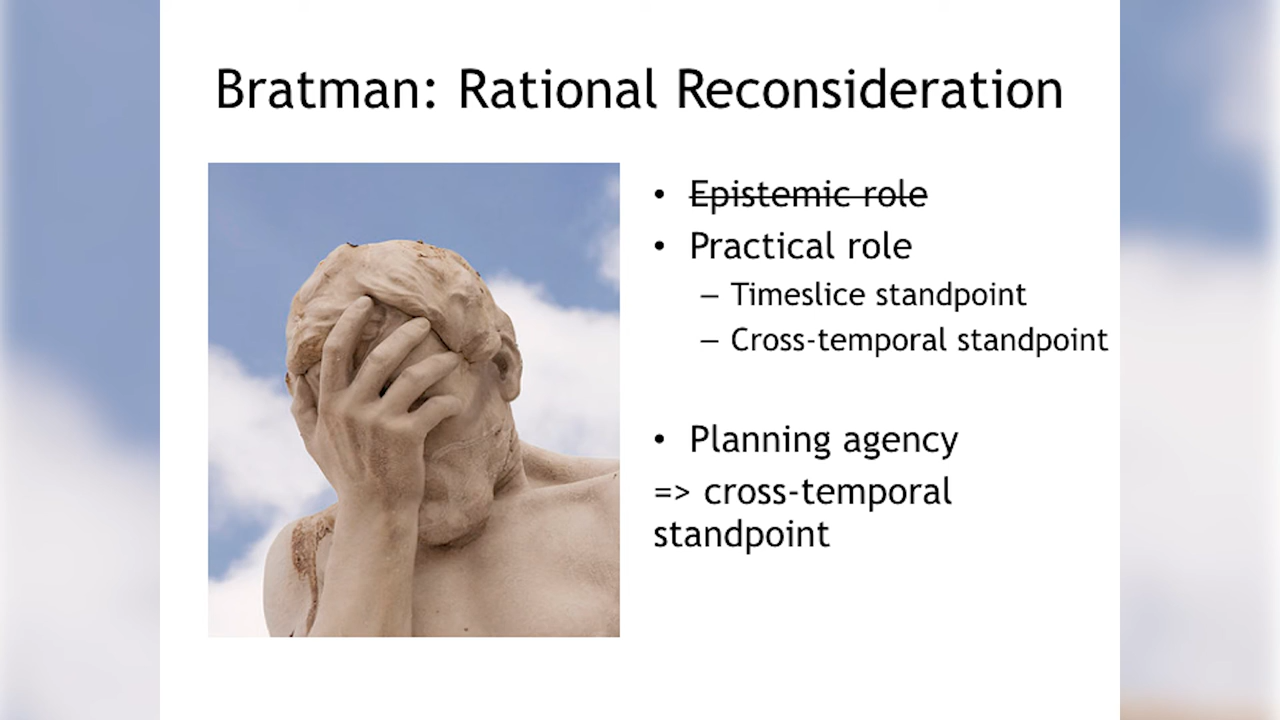 Bratman: Rational Reconsideration
• Epistemic role
• Practical role
– Timeslice standpoint
– Cross-temporal standpoint
• Planning agency
=> cross-temporal
standpoint